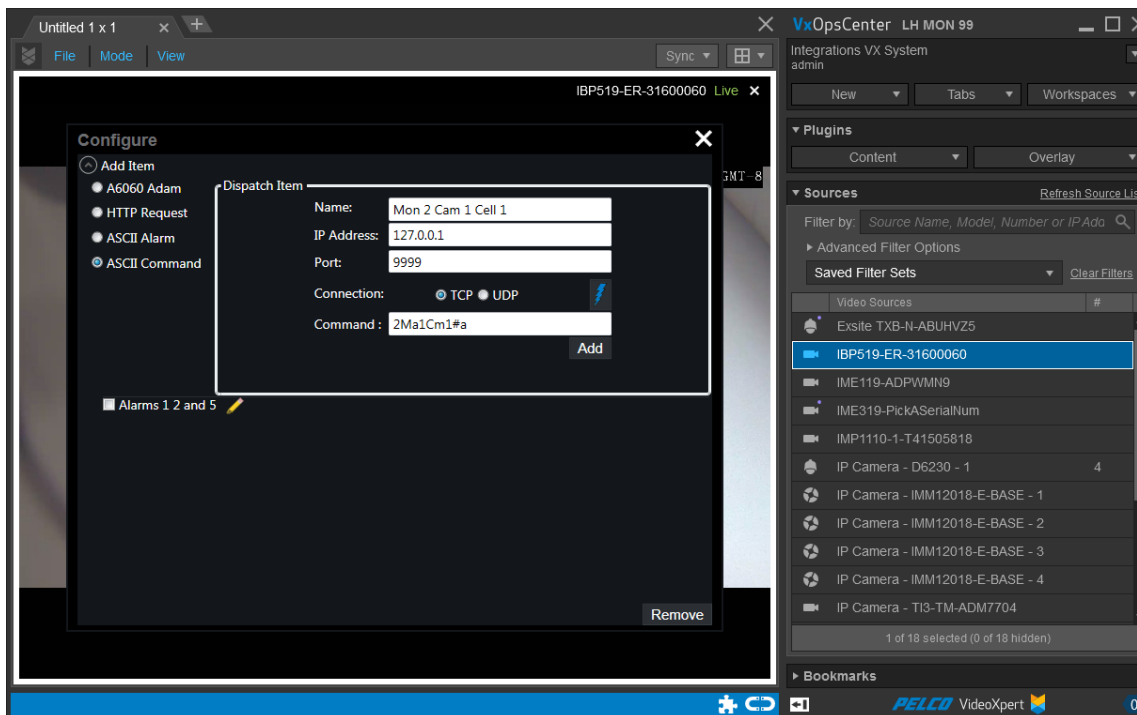 Untitled 1 x 1
File Mode View Sync
IBP519-ER-31600060 Live
GMT-8
Configure
Add Item
A6060 Adam
HTTP Request
ASCII Alarm
ASCII Command
Dispatch Item
Name: Mon 2 Cam 1 Cell 1
IP Address: 127.0.0.1
Port: 9999
Connection: TCP UDP
Command : 2Ma1Cm1#a
Add
Alarms 1 2 and 5
Remove
VxOpsCenter LH MON 99
Integrations VX System
admin
New Tabs Workspaces
Plugins
Content Overlay
Sources Refresh Source Lis
Filter by: Source Name, Model, Number or IP Add
Advanced Filter Options
Saved Filter Sets Clear Filters
Video Sources #
Exsite TXB-N-ABUHVZ5
IBP519-ER-31600060
IME119-ADPWMN9
IME319-PickASerialNum
IMP1110-1-T41505818
IP Camera - D6230 - 1 4
IP Camera - IMM12018-E-BASE - 1
IP Camera - IMM12018-E-BASE - 2
IP Camera - IMM12018-E-BASE - 3
IP Camera - IMM12018-E-BASE - 4
IP Camera - TI3-TM-ADM7704
1 of 18 selected (0 of 18 hidden)
Bookmarks
PELCO VideoXpert 0